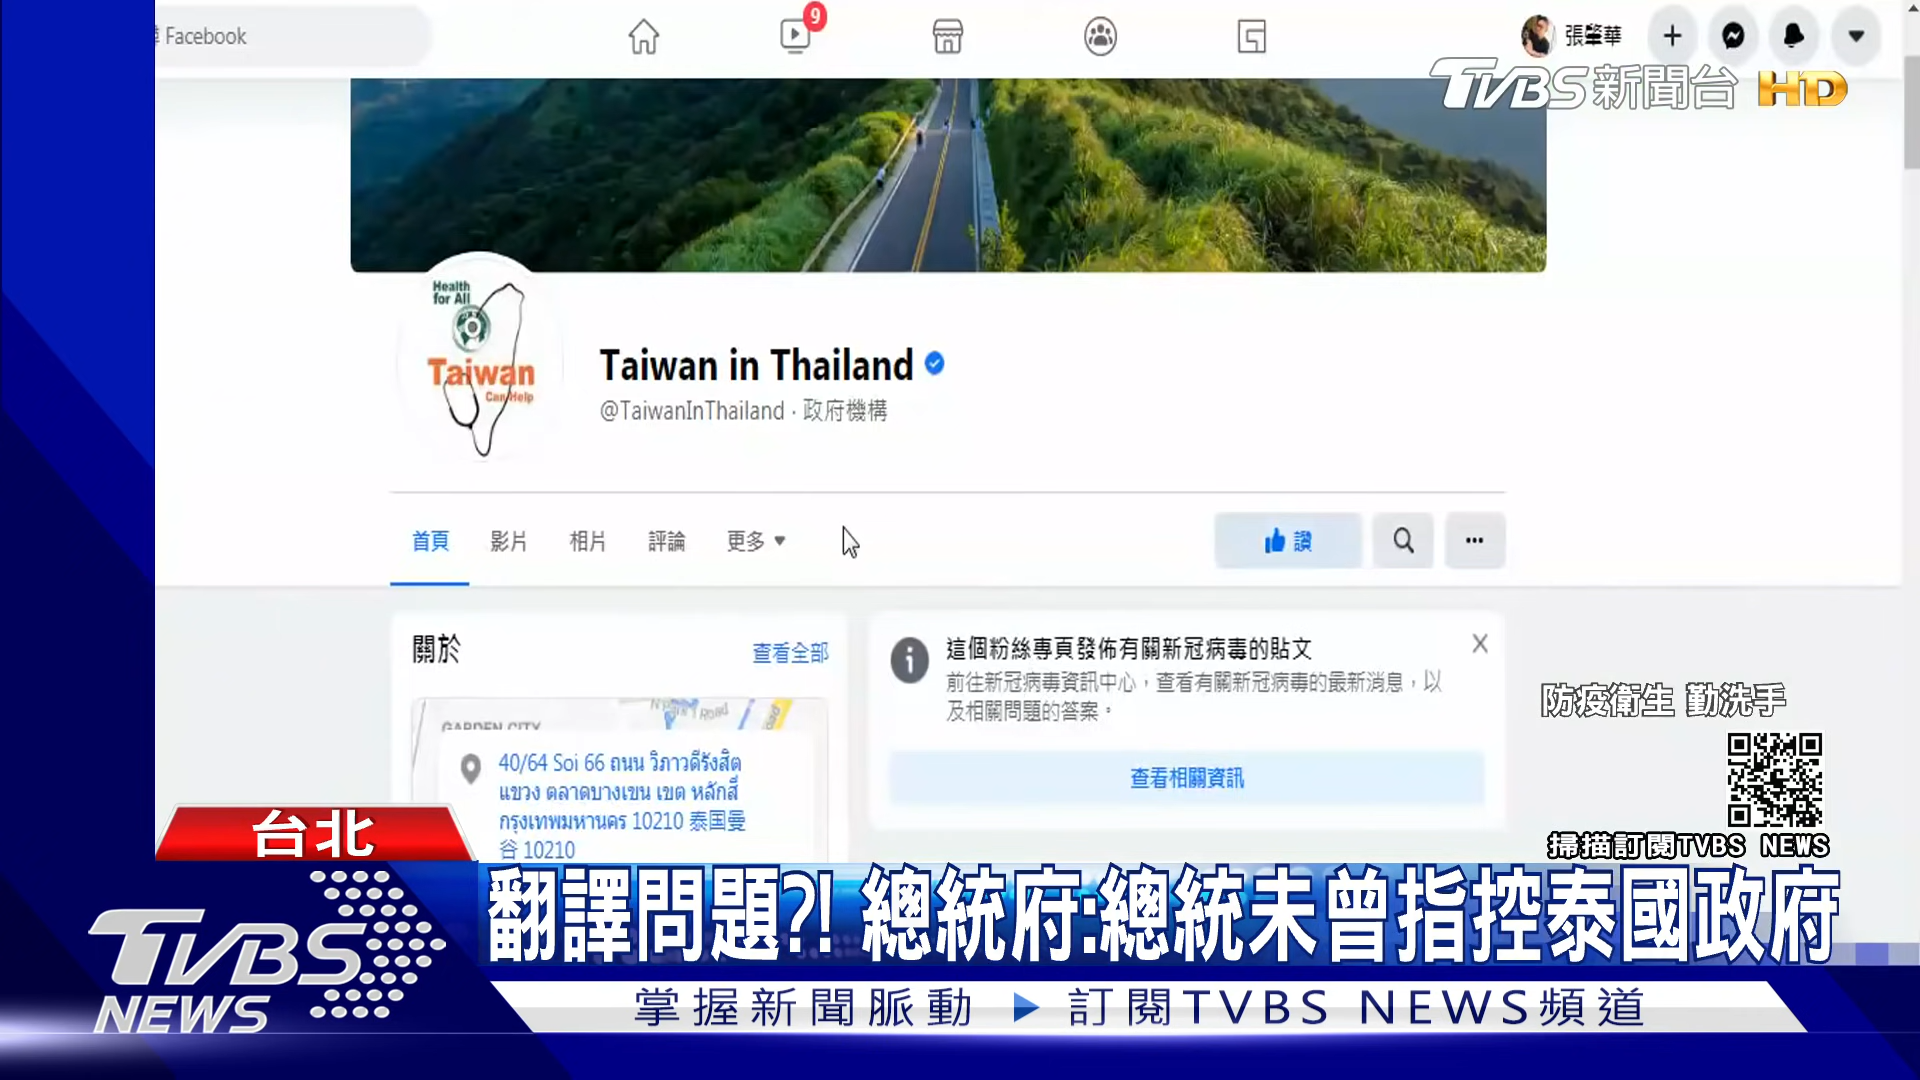 Facebook
9
張肇華
TVBS新聞台 HD
Health
for All
Taiwan
Can Help
Taiwan in Thailand
@TaiwanInThailand · 政府機構
首頁 影片 相片 評論 更多
讚
關於
查看全部
GARDEN CITY
40/64 Soi 66 ถนน วิภาวดีรังสิต
แขวง ตลาดบางเขน เขต หลักสี่
กรุงเทพมหานคร 10210 泰国曼
谷 10210
這個粉絲專頁發佈有關新冠病毒的貼文
前往新冠病毒資訊中心，查看有關新冠病毒的最新消息，以
及相關問題的答案。
查看相關資訊
防疫衛生 勤洗手
掃描訂閱TVBS NEWS
台北
翻譯問題?! 總統府:總統未曾指控泰國政府
TVBS
NEWS
掌握新聞脈動 ▶ 訂閱TVBS NEWS頻道